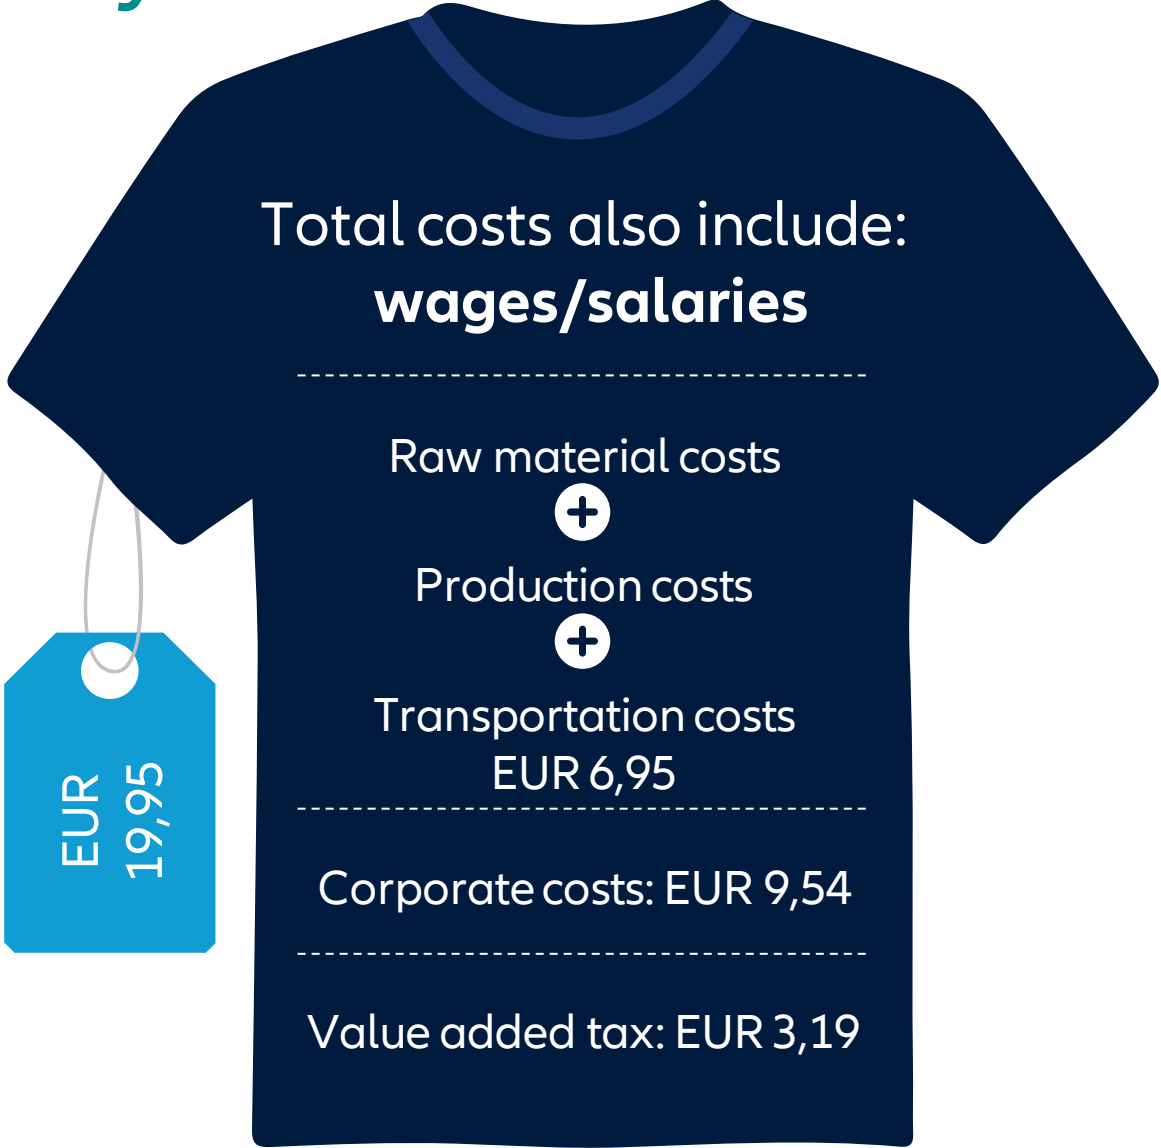 Total costs also include:
wages/salaries
Raw material costs
+
Production costs
+
Transportation costs
EUR 6,95
Corporate costs: EUR 9,54
Value added tax: EUR 3,19
EUR
19,95